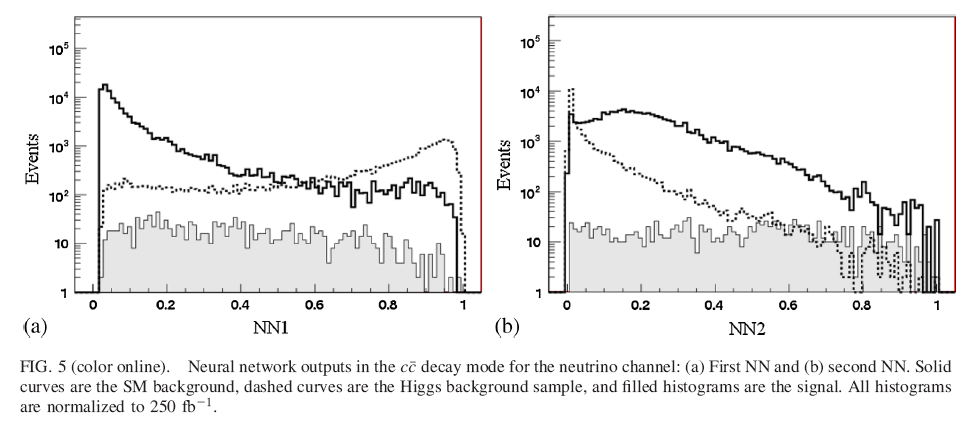 10⁵
10⁴
10³
10²
10
1
Events
0 0.2 0.4 0.6 0.8 1
(a) NN1
10⁵
10⁴
10³
10²
10
1
Events
0 0.2 0.4 0.6 0.8 1
(b) NN2
FIG. 5 (color online). Neural network outputs in the cc̄ decay mode for the neutrino channel: (a) First NN and (b) second NN. Solid
curves are the SM background, dashed curves are the Higgs background sample, and filled histograms are the signal. All histograms
are normalized to 250 fb⁻¹.